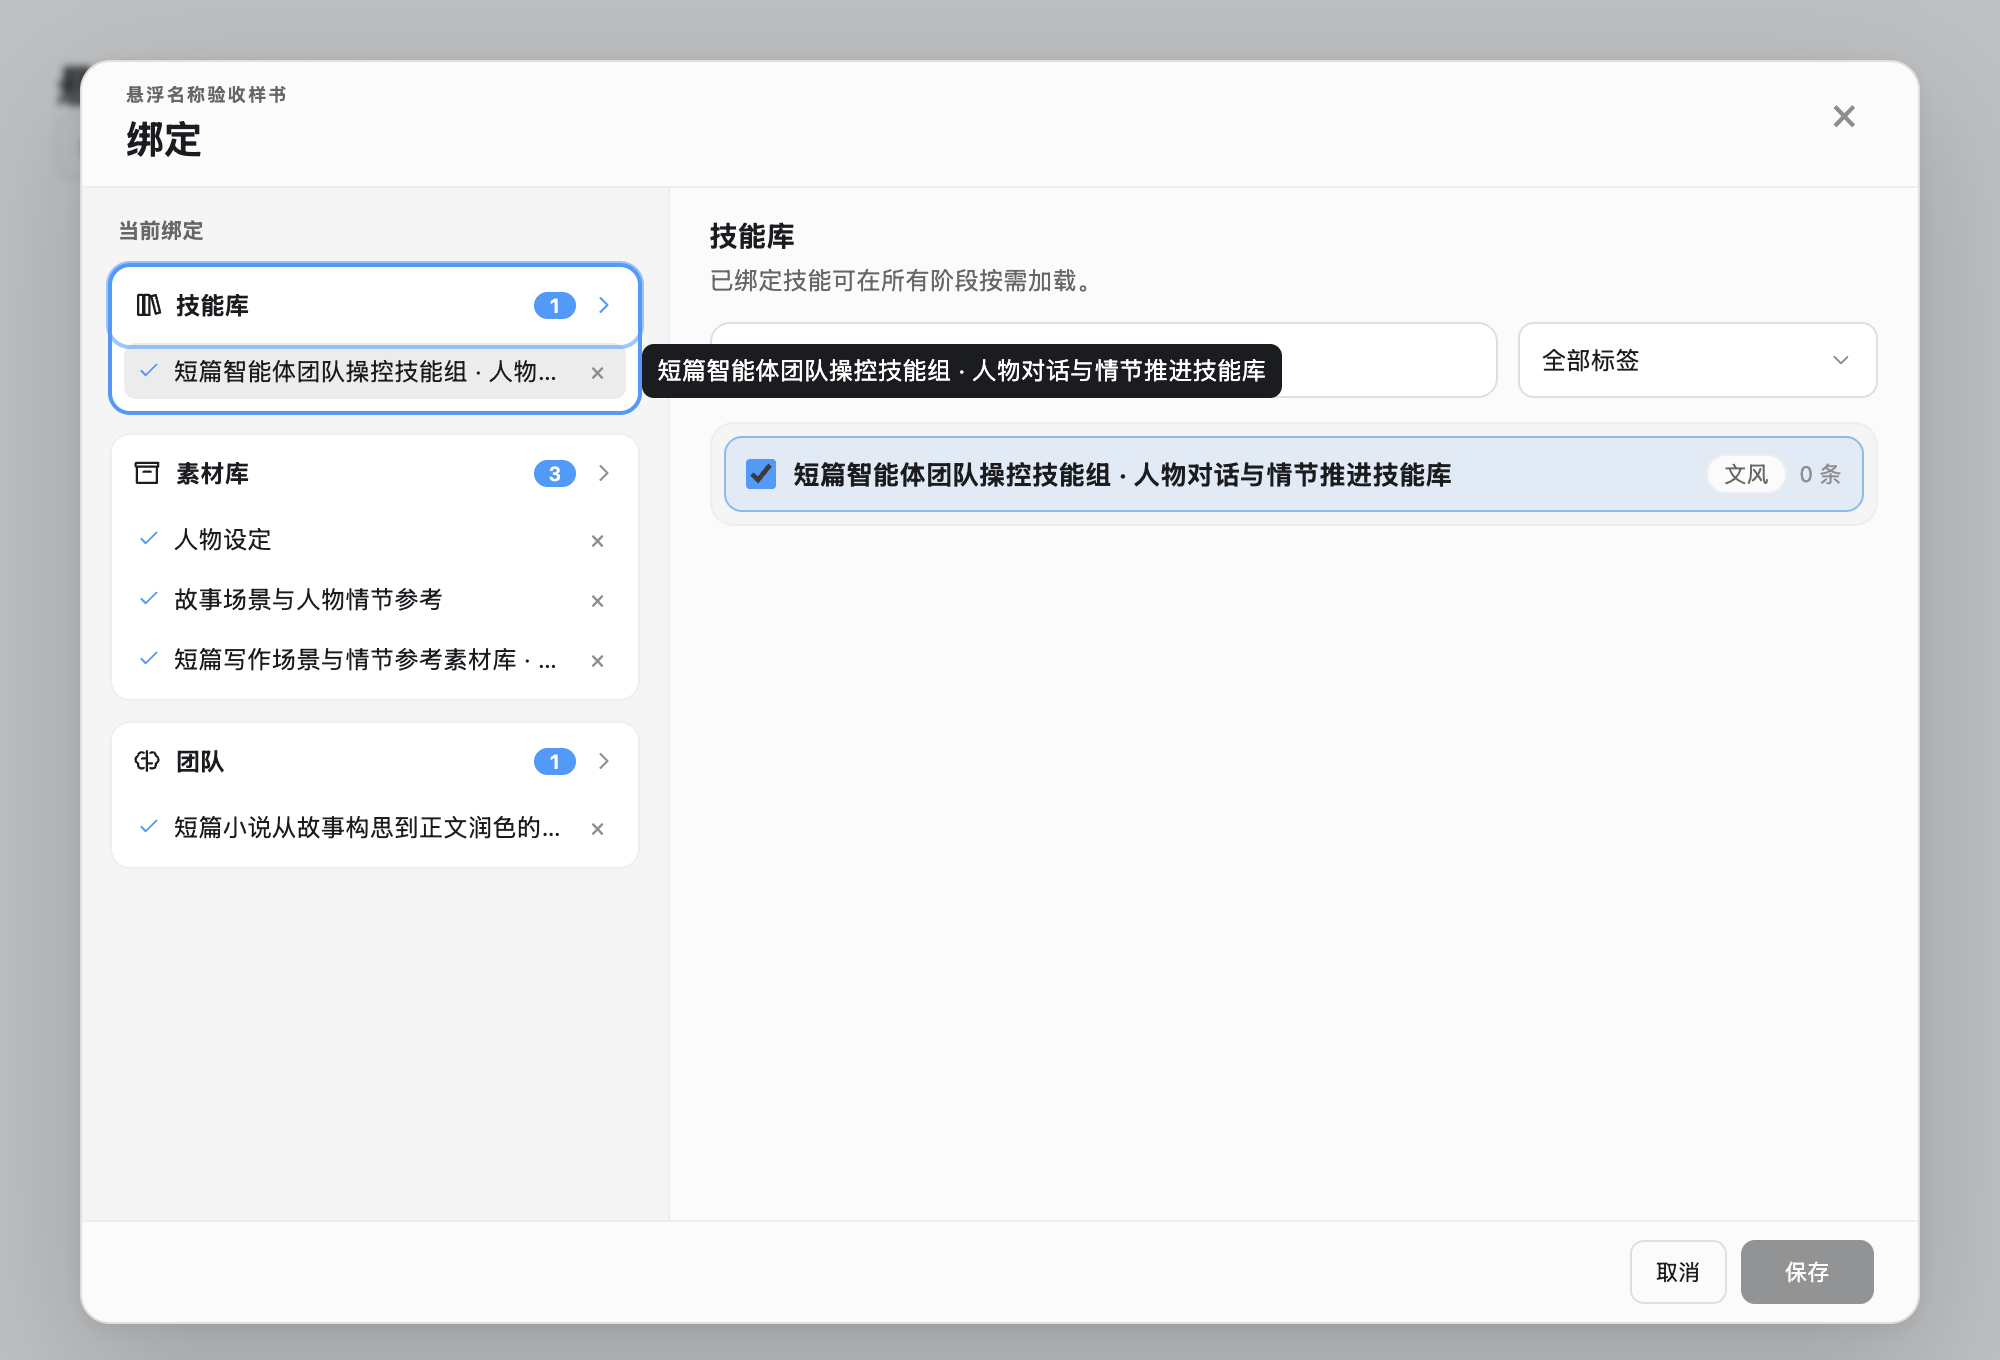 悬浮名称验收样书
绑定
当前绑定
技能库
1
短篇智能体团队操控技能组 · 人物...
素材库
3
人物设定
故事场景与人物情节参考
短篇写作场景与情节参考素材库 · ...
团队
1
短篇小说从故事构思到正文润色的...
技能库
已绑定技能可在所有阶段按需加载。
短篇智能体团队操控技能组 · 人物对话与情节推进技能库
全部标签
短篇智能体团队操控技能组 · 人物对话与情节推进技能库
文风
0 条
取消
保存